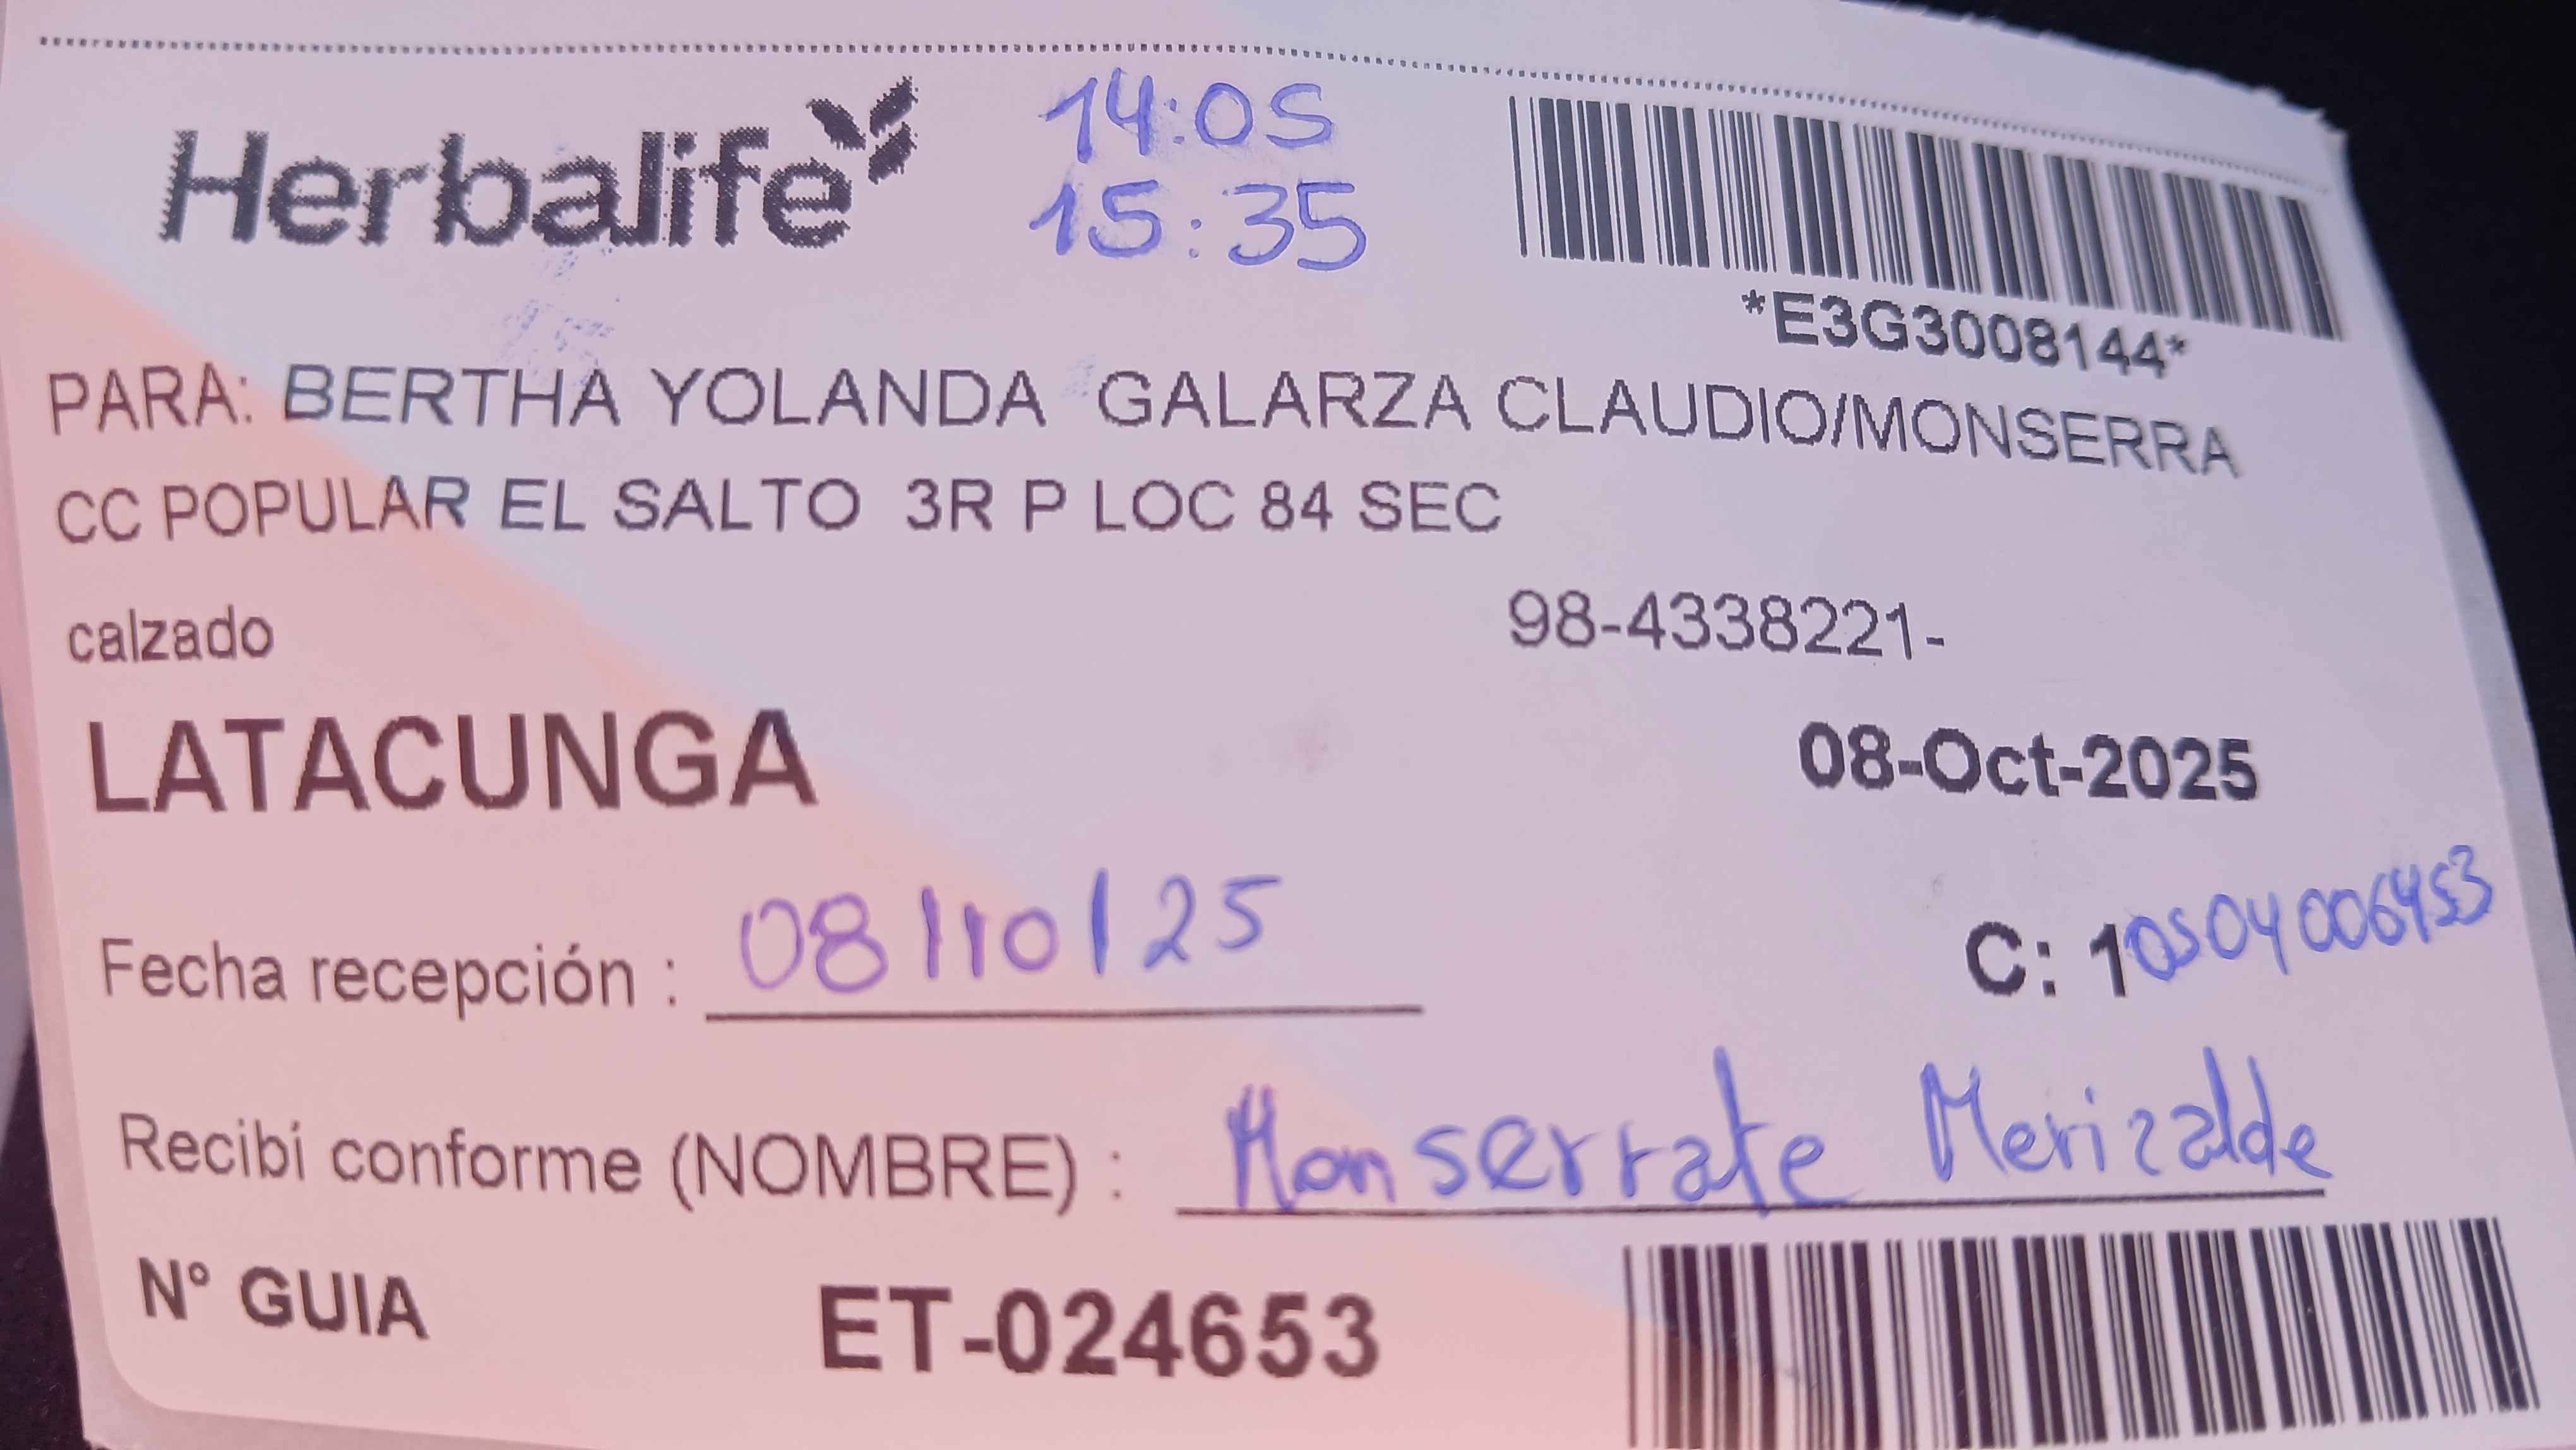 Herbalife
14:05
15:35
*E3G3008144*
PARA: BERTHA YOLANDA GALARZA CLAUDIO/MONSERRA
CC POPULAR EL SALTO 3R P LOC 84 SEC
calzado
98-4338221-
LATACUNGA
08-Oct-2025
Fecha recepción : 08/10/25
C: 10504006453
Recibí conforme (NOMBRE) : Monserrate Merizalde
N° GUIA ET-024653